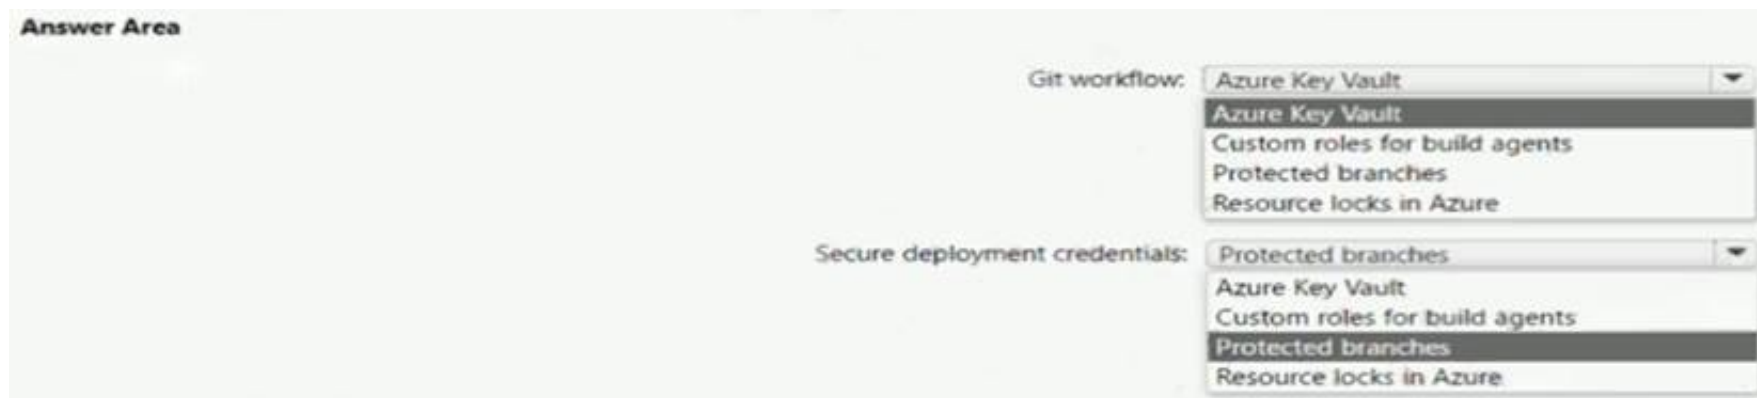 Answer Area
Git workflow: Azure Key Vault
Azure Key Vault
Custom roles for build agents
Protected branches
Resource locks in Azure
Secure deployment credentials: Protected branches
Azure Key Vault
Custom roles for build agents
Protected branches
Resource locks in Azure